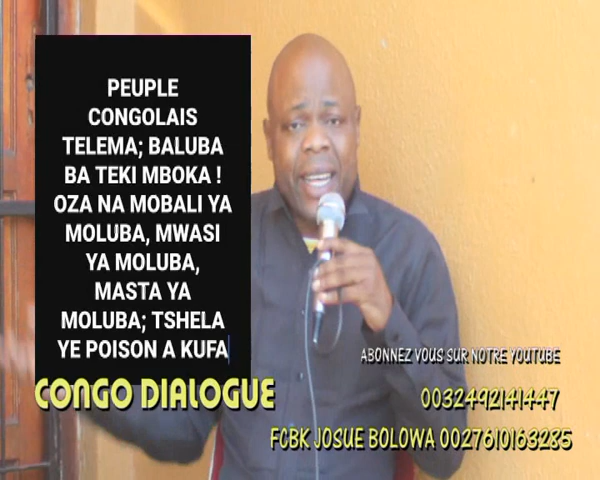 PEUPLE
CONGOLAIS
TELEMA; BALUBA
BA TEKI MBOKA !
OZA NA MOBALI YA
MOLUBA, MWASI
YA MOLUBA,
MASTA YA
MOLUBA; TSHELA
YE POISON A KUFA
ABONNEZ VOUS SUR NOTRE YOUTUBE
CONGO DIALOGUE
0032492141447
FCBK JOSUE BOLOWA 0027610163285